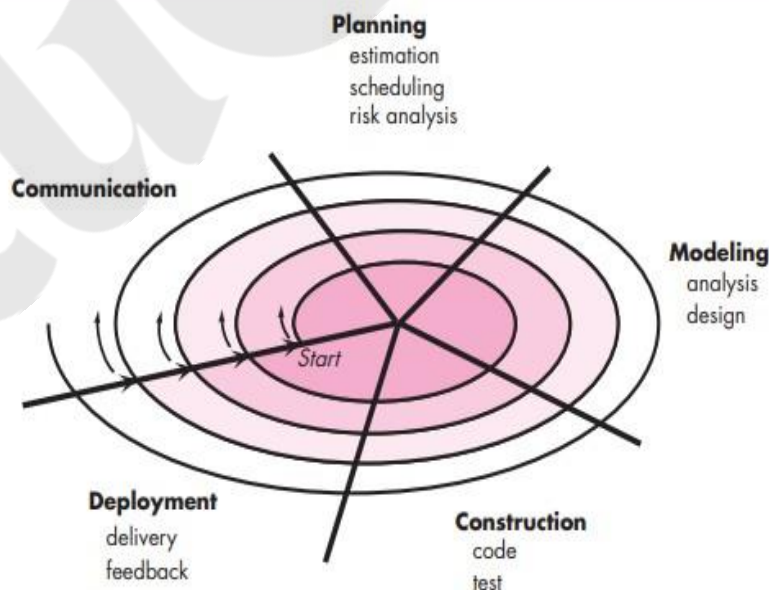 Planning
estimation
scheduling
risk analysis
Communication
Modeling
analysis
design
Start
Deployment
delivery
feedback
Construction
code
test